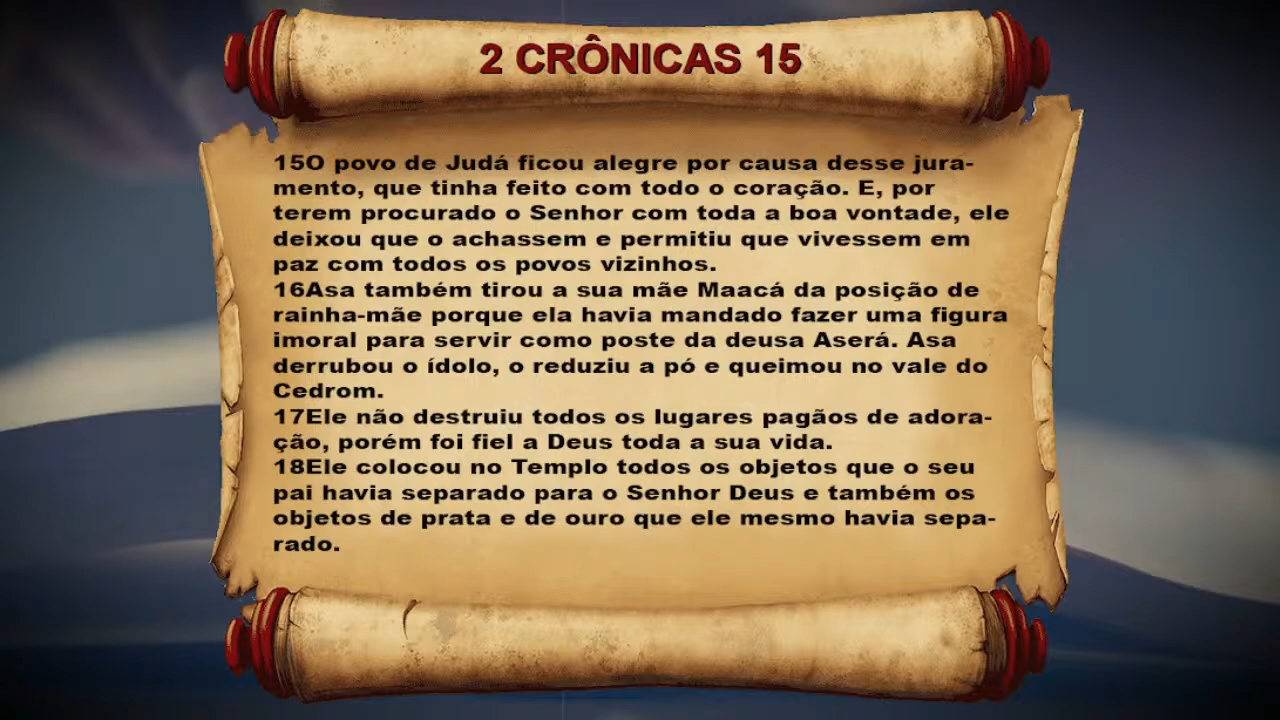 2 CRÔNICAS 15
15O povo de Judá ficou alegre por causa desse jura-
mento, que tinha feito com todo o coração. E, por
terem procurado o Senhor com toda a boa vontade, ele
deixou que o achassem e permitiu que vivessem em
paz com todos os povos vizinhos.
16Asa também tirou a sua mãe Maacá da posição de
rainha-mãe porque ela havia mandado fazer uma figura
imoral para servir como poste da deusa Aserá. Asa
derrubou o ídolo, o reduziu a pó e queimou no vale do
Cedrom.
17Ele não destruiu todos os lugares pagãos de adora-
ção, porém foi fiel a Deus toda a sua vida.
18Ele colocou no Templo todos os objetos que o seu
pai havia separado para o Senhor Deus e também os
objetos de prata e de ouro que ele mesmo havia sepa-
rado.